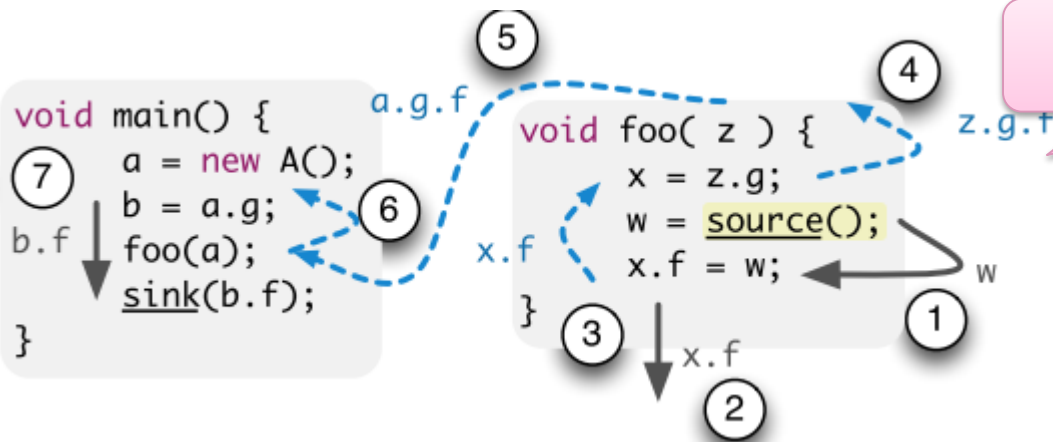 5
4
a.g.f
z.g.f
void main() {
a = new A();
b = a.g;
foo(a);
sink(b.f);
}
7
b.f
6
void foo( z ) {
x = z.g;
w = source();
x.f = w;
}
x.f
w
1
3
x.f
2